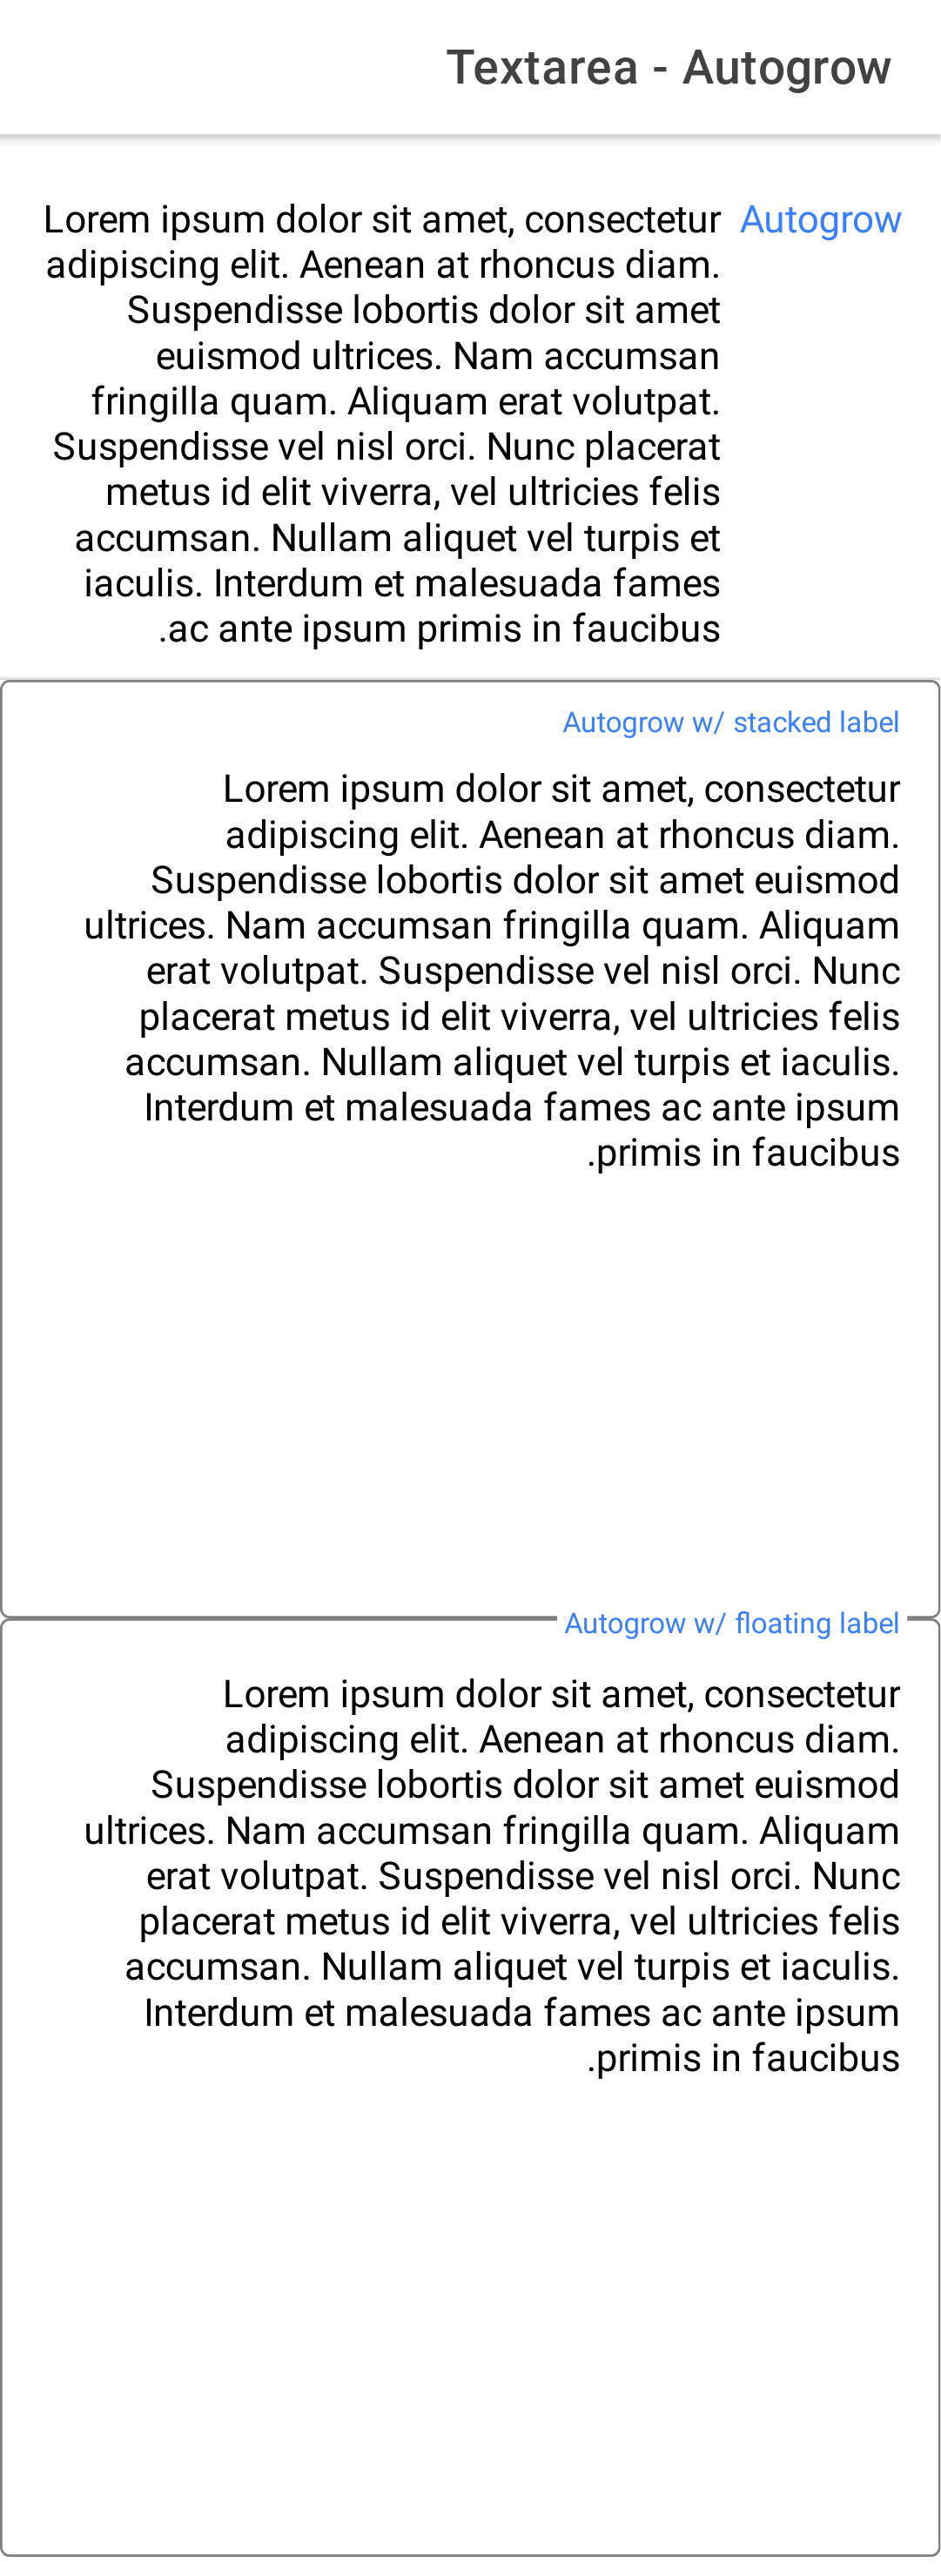 Textarea - Autogrow
Autogrow
Lorem ipsum dolor sit amet, consectetur
adipiscing elit. Aenean at rhoncus diam.
Suspendisse lobortis dolor sit amet
euismod ultrices. Nam accumsan
fringilla quam. Aliquam erat volutpat.
Suspendisse vel nisl orci. Nunc placerat
metus id elit viverra, vel ultricies felis
accumsan. Nullam aliquet vel turpis et
iaculis. Interdum et malesuada fames
.ac ante ipsum primis in faucibus
Autogrow w/ stacked label
Lorem ipsum dolor sit amet, consectetur
adipiscing elit. Aenean at rhoncus diam.
Suspendisse lobortis dolor sit amet euismod
ultrices. Nam accumsan fringilla quam. Aliquam
erat volutpat. Suspendisse vel nisl orci. Nunc
placerat metus id elit viverra, vel ultricies felis
accumsan. Nullam aliquet vel turpis et iaculis.
Interdum et malesuada fames ac ante ipsum
.primis in faucibus
Autogrow w/ floating label
Lorem ipsum dolor sit amet, consectetur
adipiscing elit. Aenean at rhoncus diam.
Suspendisse lobortis dolor sit amet euismod
ultrices. Nam accumsan fringilla quam. Aliquam
erat volutpat. Suspendisse vel nisl orci. Nunc
placerat metus id elit viverra, vel ultricies felis
accumsan. Nullam aliquet vel turpis et iaculis.
Interdum et malesuada fames ac ante ipsum
.primis in faucibus